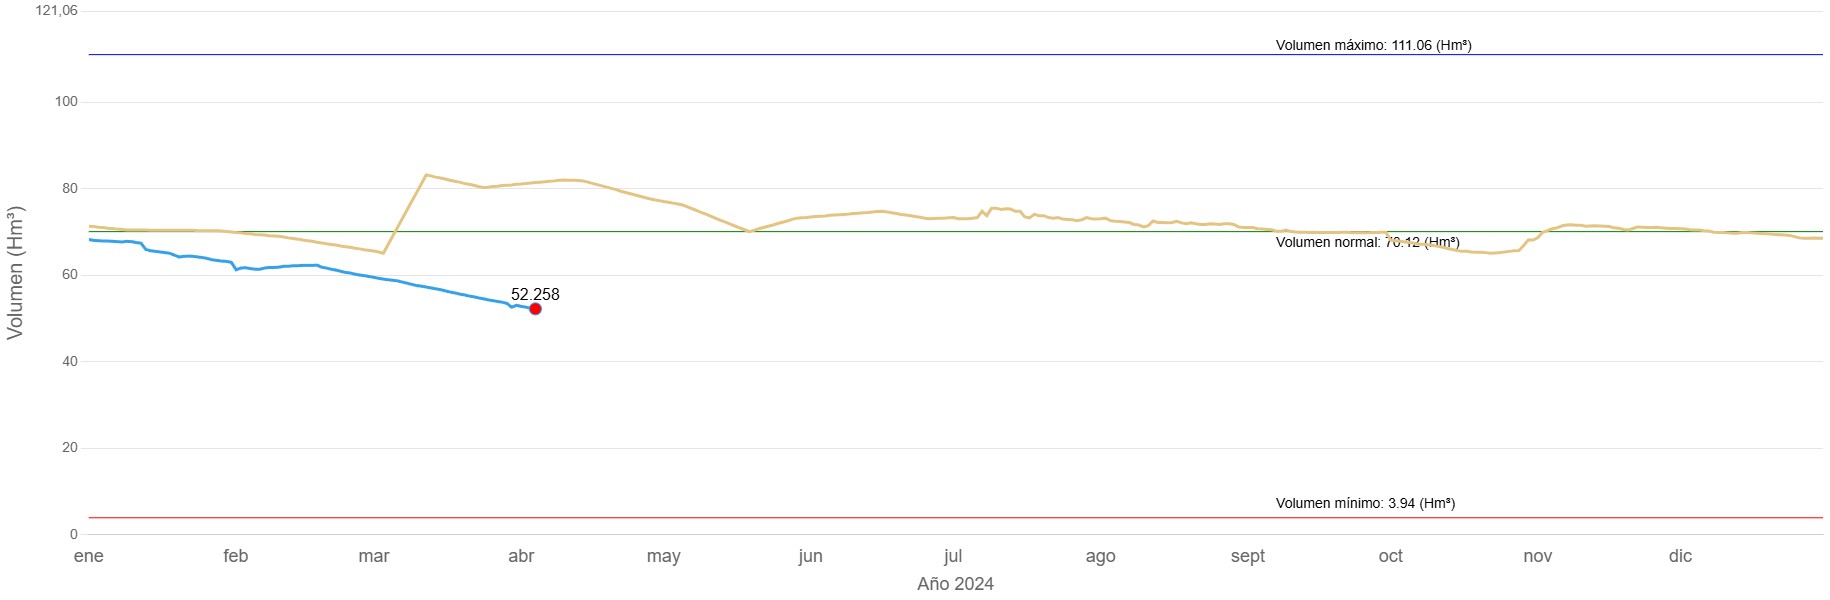 121,06
Volumen máximo: 111.06 (Hm³)
100
80
Volumen normal: 70.12 (Hm³)
60
52.258
40
20
Volumen mínimo: 3.94 (Hm³)
0
Volumen (Hm³)
ene feb mar abr may jun jul ago sept oct nov dic
Año 2024